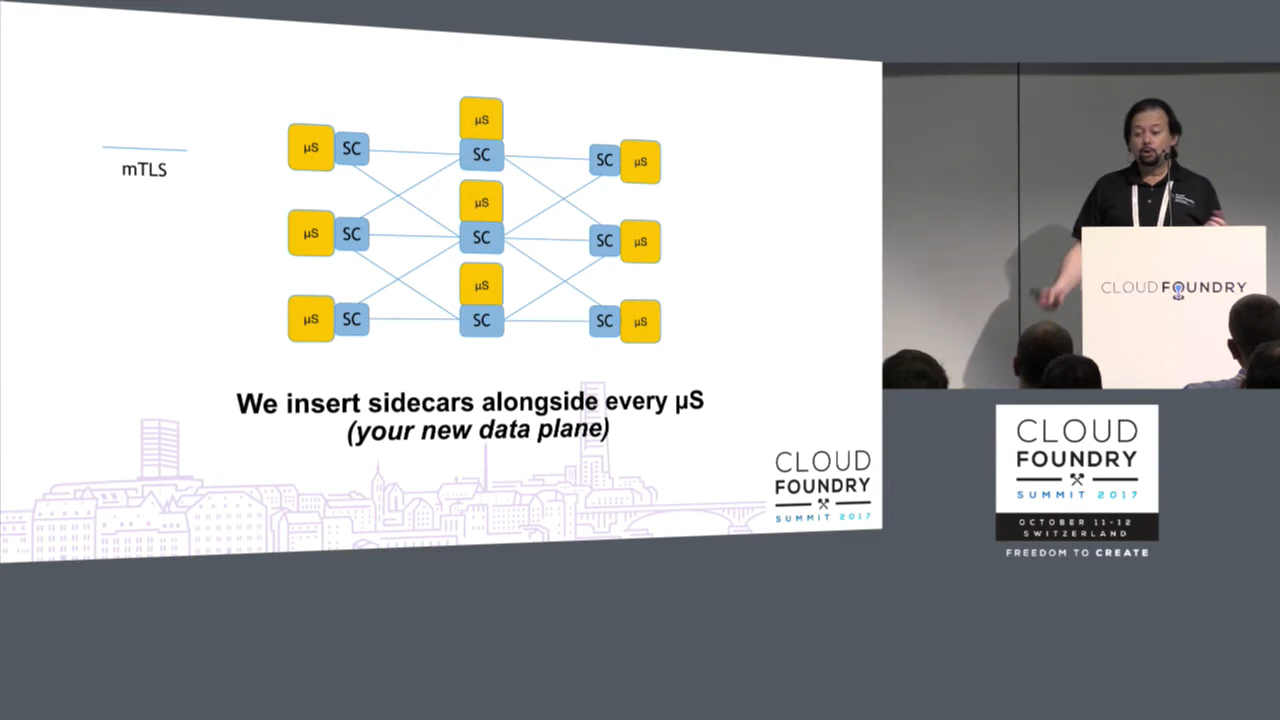 mTLS
µS
SC
µS
SC
SC
µS
µS
SC
µS
SC
SC
µS
µS
SC
µS
SC
SC
µS
We insert sidecars alongside every µS
(your new data plane)
CLOUD
FOUNDRY
SUMMIT 2017
CLOUD FOUNDRY
CLOUD
FOUNDRY
SUMMIT 2017
OCTOBER 11-12
SWITZERLAND
FREEDOM TO CREATE